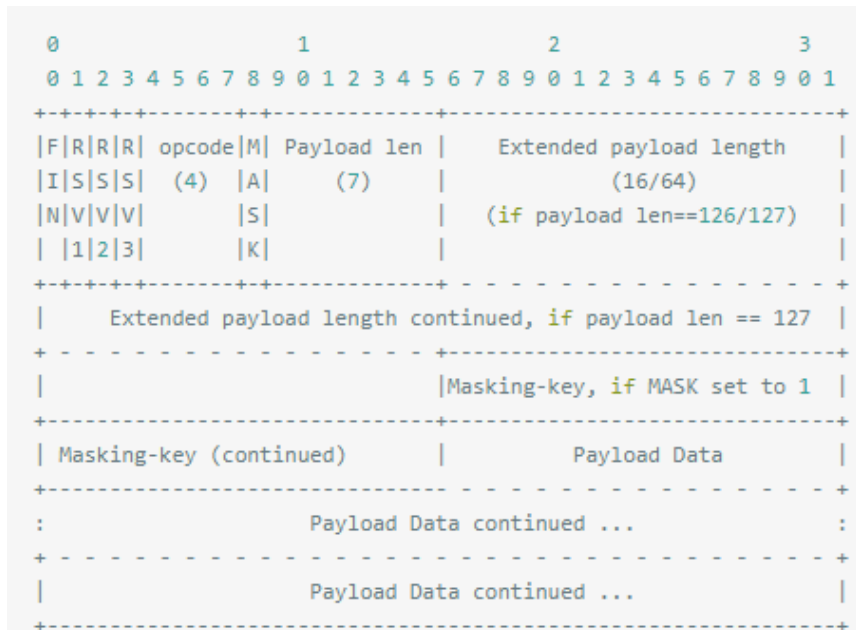 0                   1                   2                   3
 0 1 2 3 4 5 6 7 8 9 0 1 2 3 4 5 6 7 8 9 0 1 2 3 4 5 6 7 8 9 0 1
+-+-+-+-+-------+-+-------------+-------------------------------+
|F|R|R|R| opcode|M| Payload len |    Extended payload length    |
|I|S|S|S|  (4)  |A|     (7)     |             (16/64)           |
|N|V|V|V|       |S|             |   (if payload len==126/127)   |
| |1|2|3|       |K|             |                               |
+-+-+-+-+-------+-+-------------+ - - - - - - - - - - - - - - - +
|     Extended payload length continued, if payload len == 127  |
+ - - - - - - - - - - - - - - - +-------------------------------+
|                               |Masking-key, if MASK set to 1  |
+-------------------------------+-------------------------------+
| Masking-key (continued)       |          Payload Data         |
+-------------------------------- - - - - - - - - - - - - - - - +
:                     Payload Data continued ...                :
+ - - - - - - - - - - - - - - - - - - - - - - - - - - - - - - - +
|                     Payload Data continued ...                |
+---------------------------------------------------------------+